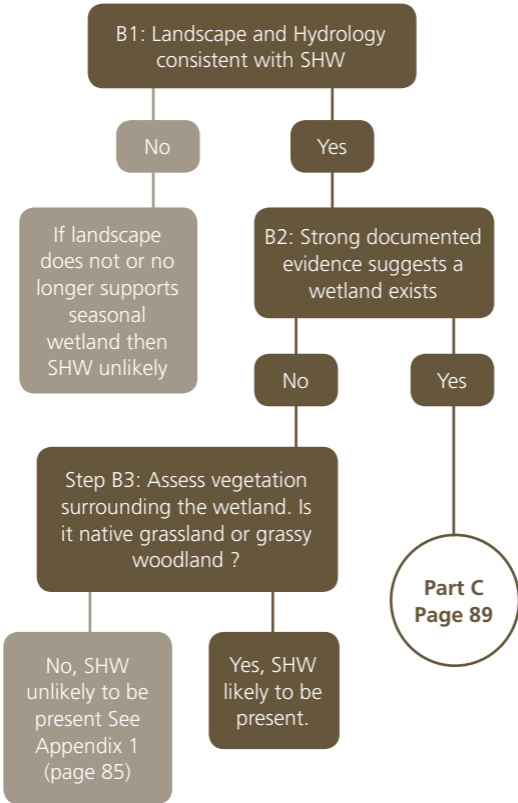 B1: Landscape and Hydrology
consistent with SHW
No
Yes
If landscape
does not or no
longer supports
seasonal
wetland then
SHW unlikely
B2: Strong documented
evidence suggests a
wetland exists
No
Yes
Step B3: Assess vegetation
surrounding the wetland. Is
it native grassland or grassy
woodland ?
Part C
Page 89
No, SHW
unlikely to be
present See
Appendix 1
(page 85)
Yes, SHW
likely to be
present.